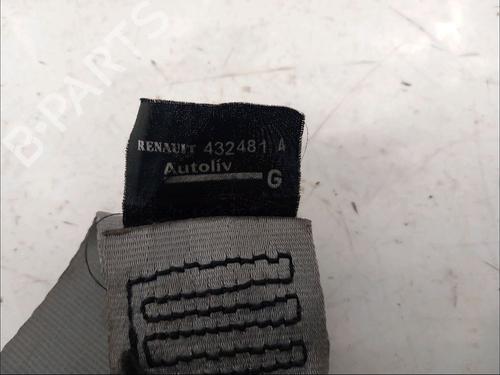 B-PARTS
RENAULT 432481 A
Autoliv
G